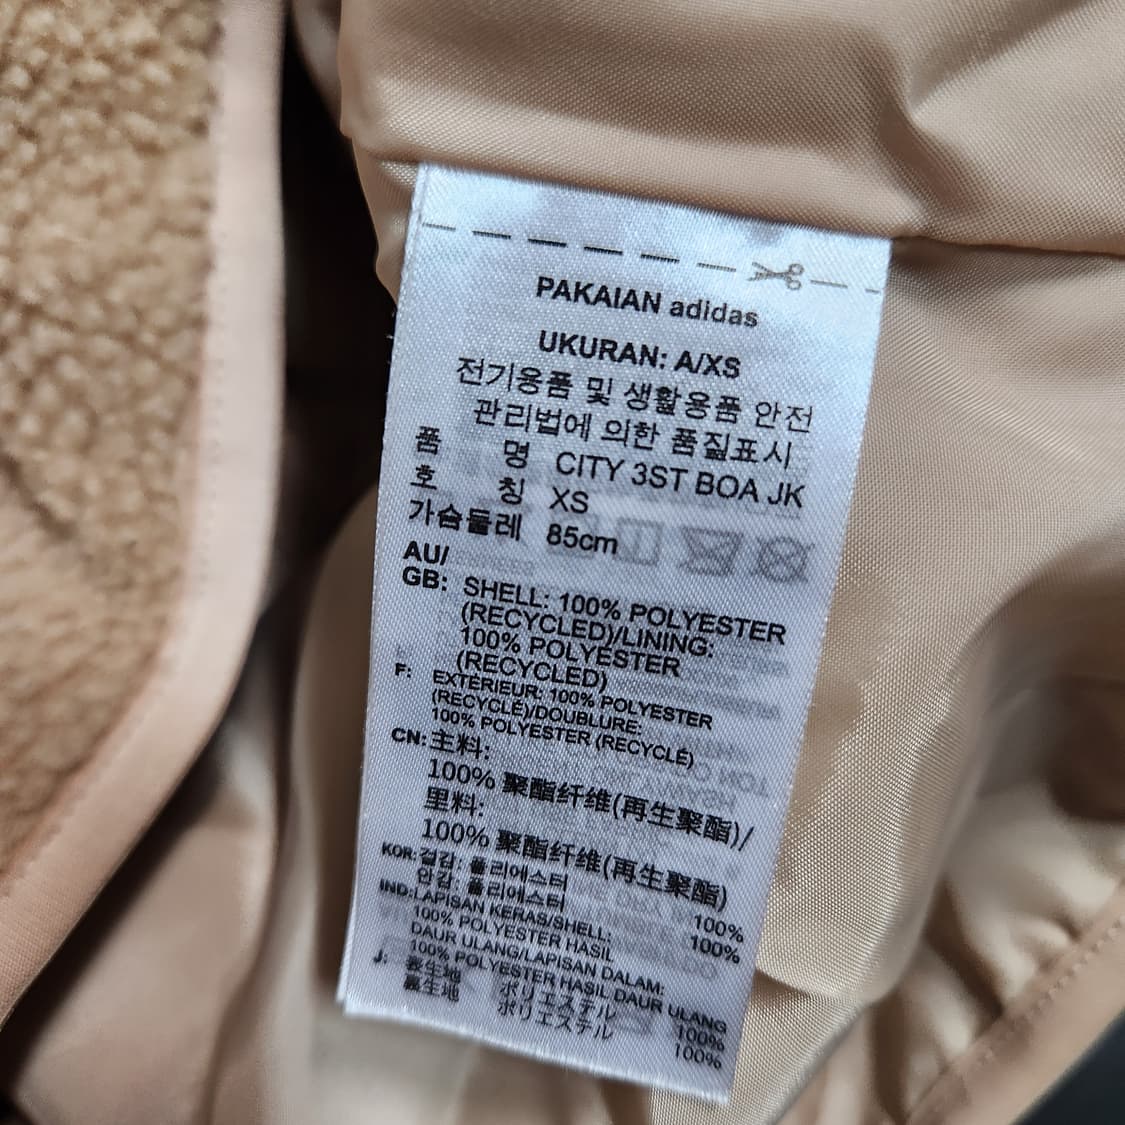 PAKAIAN adidas
UKURAN: A/XS
전기용품 및 생활용품 안전
관리법에 의한 품질표시
품 명 CITY 3ST BOA JK
호 칭 XS
가슴둘레 85cm
AU/
GB: SHELL: 100% POLYESTER
(RECYCLED)/LINING:
100% POLYESTER
(RECYCLED)
F: EXTÉRIEUR: 100% POLYESTER
(RECYCLÉ)/DOUBLURE:
100% POLYESTER (RECYCLÉ)
CN: 主料:
100% 聚酯纤维(再生聚酯)/
里料:
100% 聚酯纤维(再生聚酯)
KOR: 겉감: 폴리에스터 100%
안감: 폴리에스터 100%
IND: LAPISAN KERAS/SHELL:
100% POLYESTER HASIL
DAUR ULANG/LAPISAN DALAM:
100% POLYESTER HASIL DAUR ULANG
J: 表生地 ポリエステル 100%
裏生地 ポリエステル 100%